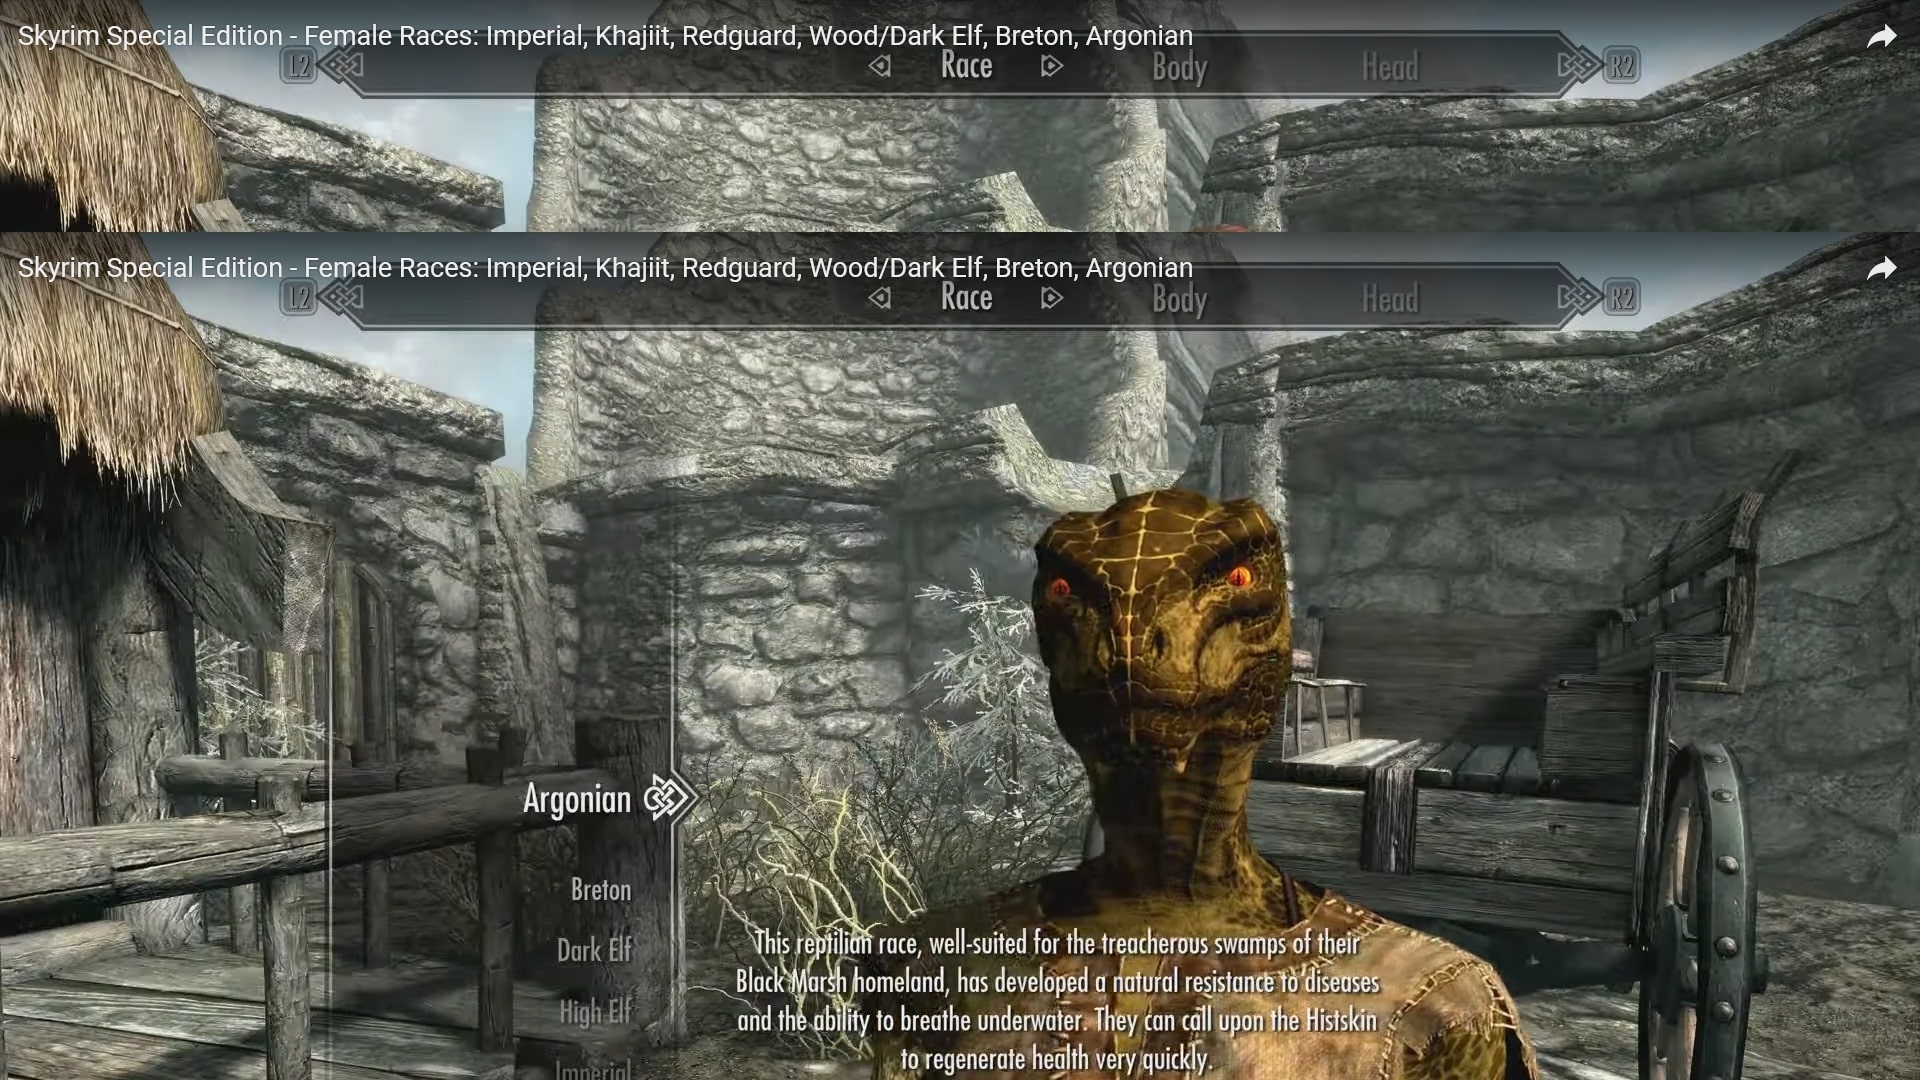 Skyrim Special Edition - Female Races: Imperial, Khajiit, Redguard, Wood/Dark Elf, Breton, Argonian
L2 Race Body Head R2
Skyrim Special Edition - Female Races: Imperial, Khajiit, Redguard, Wood/Dark Elf, Breton, Argonian
L2 Race Body Head R2
Argonian
Breton
Dark Elf
High Elf
Imperial
This reptilian race, well-suited for the treacherous swamps of their
Black Marsh homeland, has developed a natural resistance to diseases
and the ability to breathe underwater. They can call upon the Histskin
to regenerate health very quickly.